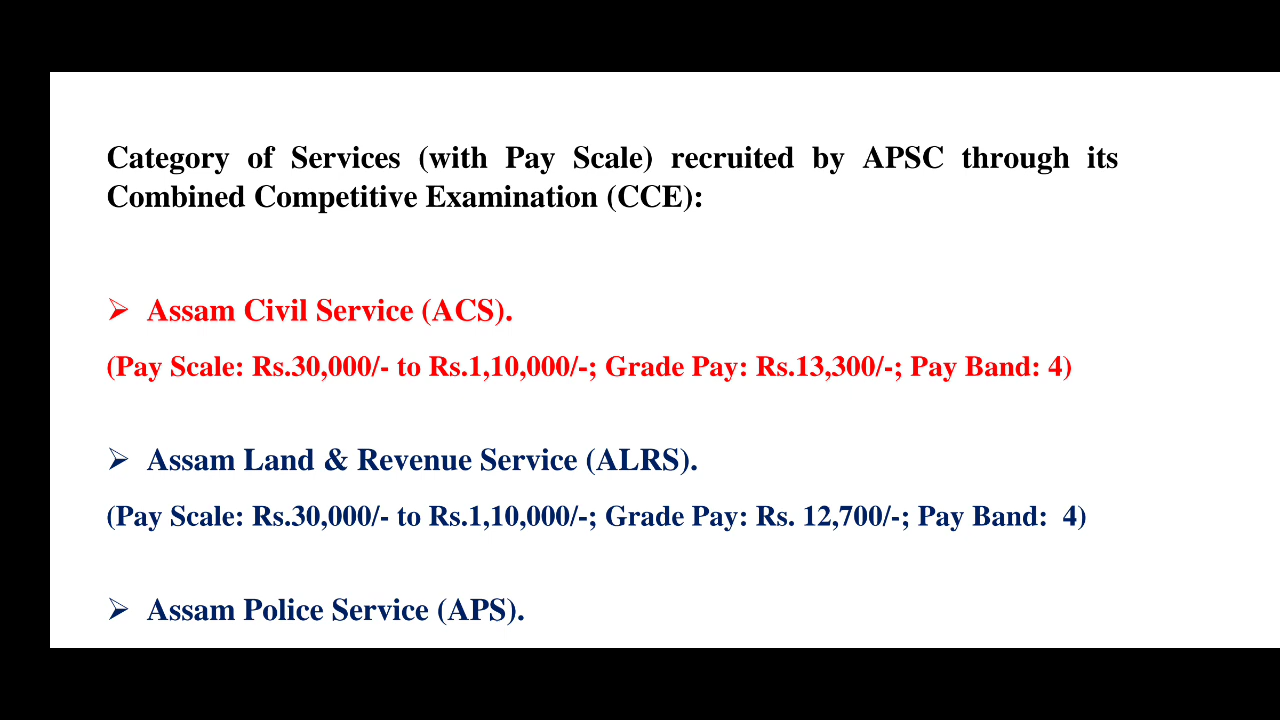 Category of Services (with Pay Scale) recruited by APSC through its
Combined Competitive Examination (CCE):
➢ Assam Civil Service (ACS).
(Pay Scale: Rs.30,000/- to Rs.1,10,000/-; Grade Pay: Rs.13,300/-; Pay Band: 4)
➢ Assam Land & Revenue Service (ALRS).
(Pay Scale: Rs.30,000/- to Rs.1,10,000/-; Grade Pay: Rs. 12,700/-; Pay Band: 4)
➢ Assam Police Service (APS).